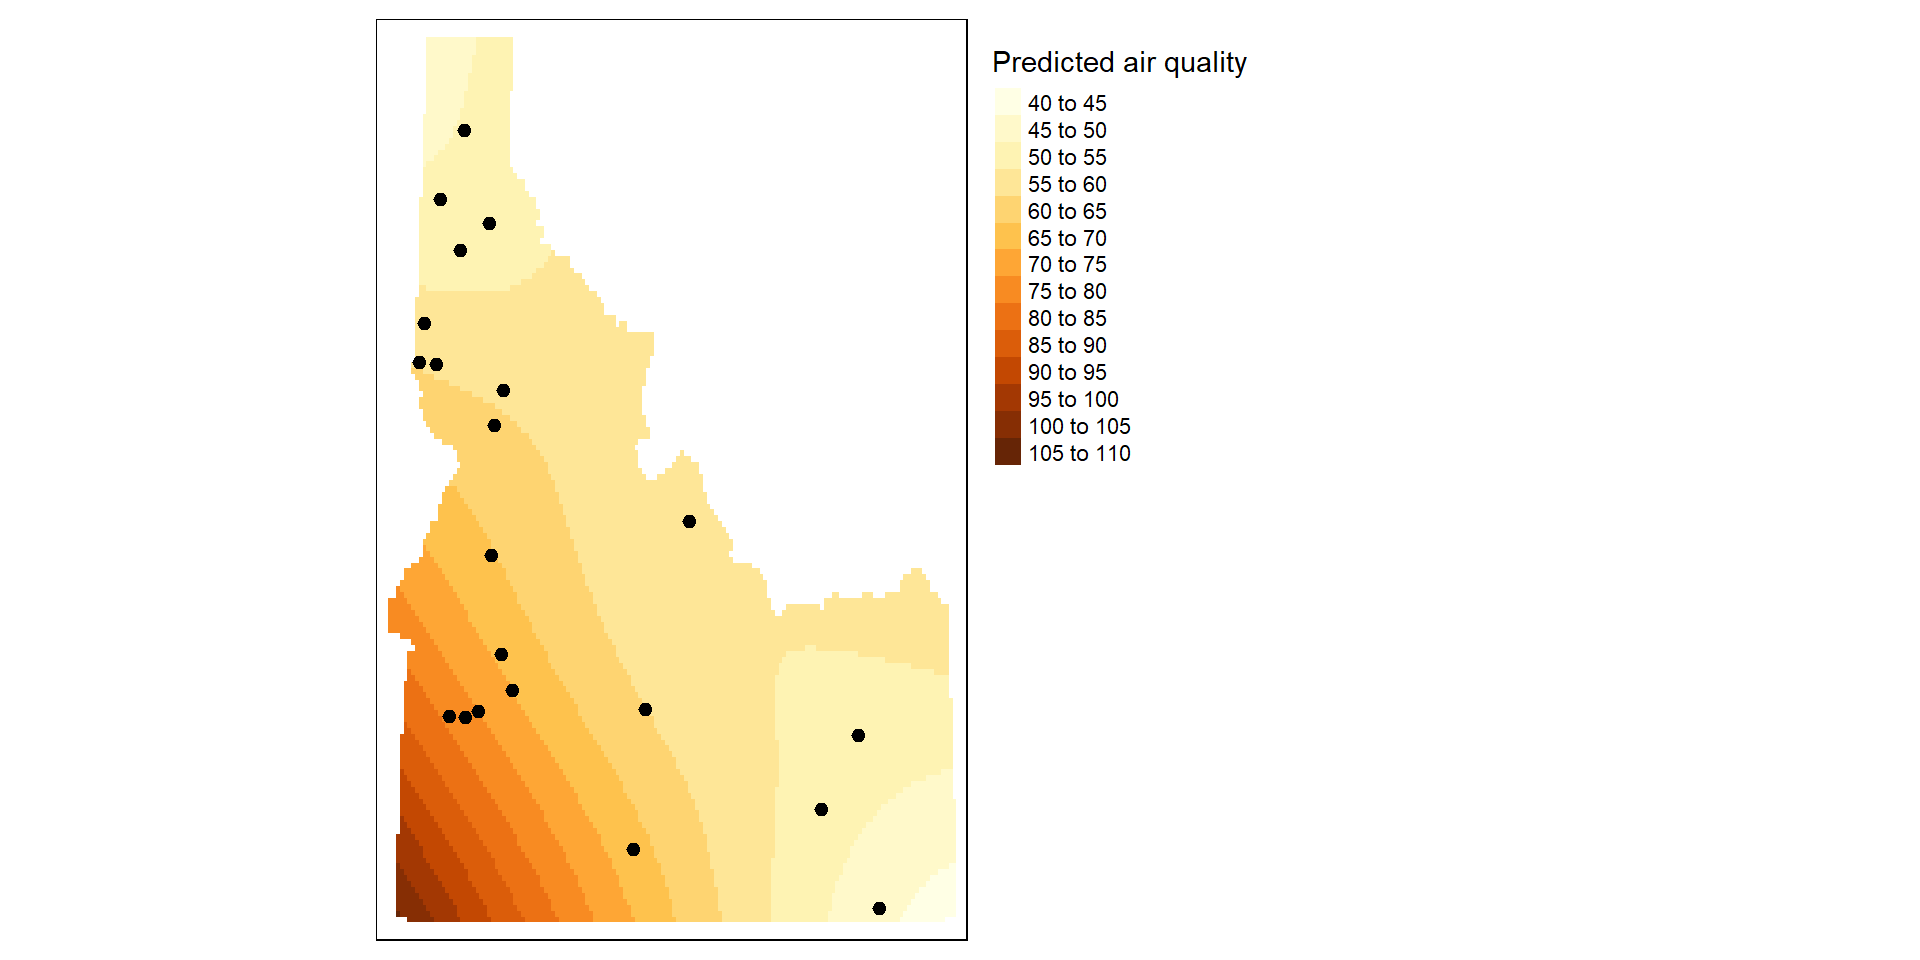 Predicted air quality
40 to 45
45 to 50
50 to 55
55 to 60
60 to 65
65 to 70
70 to 75
75 to 80
80 to 85
85 to 90
90 to 95
95 to 100
100 to 105
105 to 110